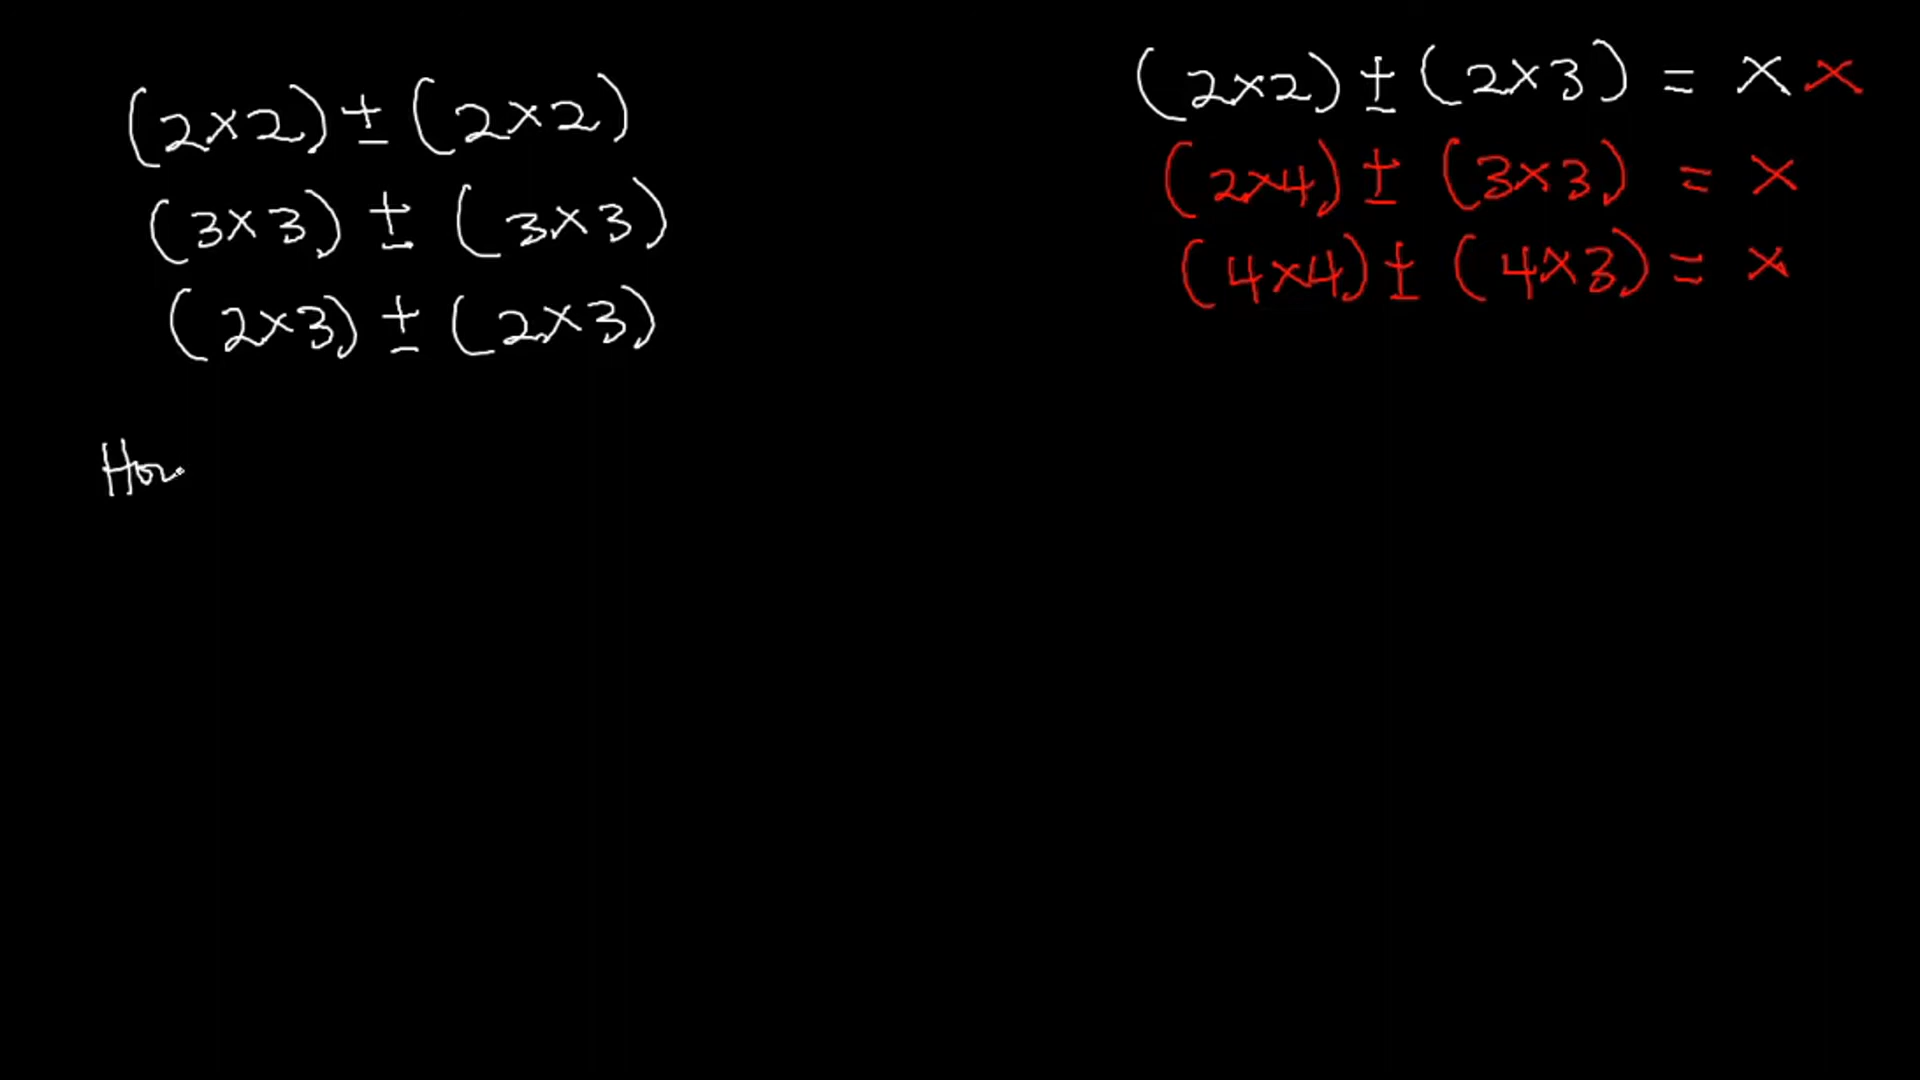 (2×2) ± (2×2)
(3×3) ± (3×3)
(2×3) ± (2×3)
How
(2×2) ± (2×3) = × ×
(2×4) ± (3×3) = ×
(4×4) ± (4×3) = ×